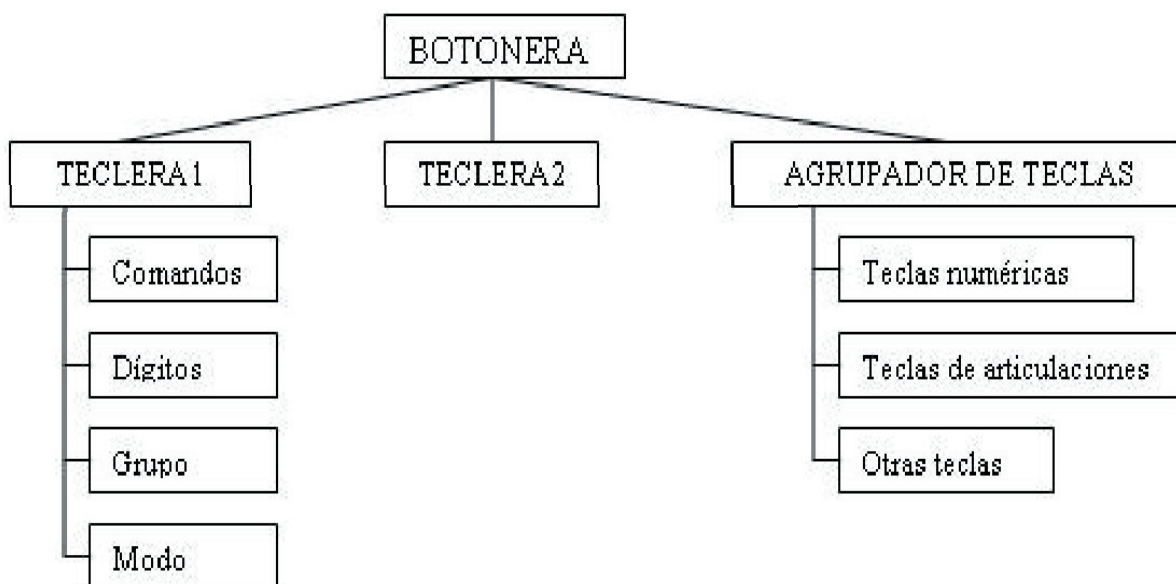 BOTONERA
TECLERA1
TECLERA2
AGRUPADOR DE TECLAS
Comandos
Dígitos
Grupo
Modo
Teclas numéricas
Teclas de articulaciones
Otras teclas